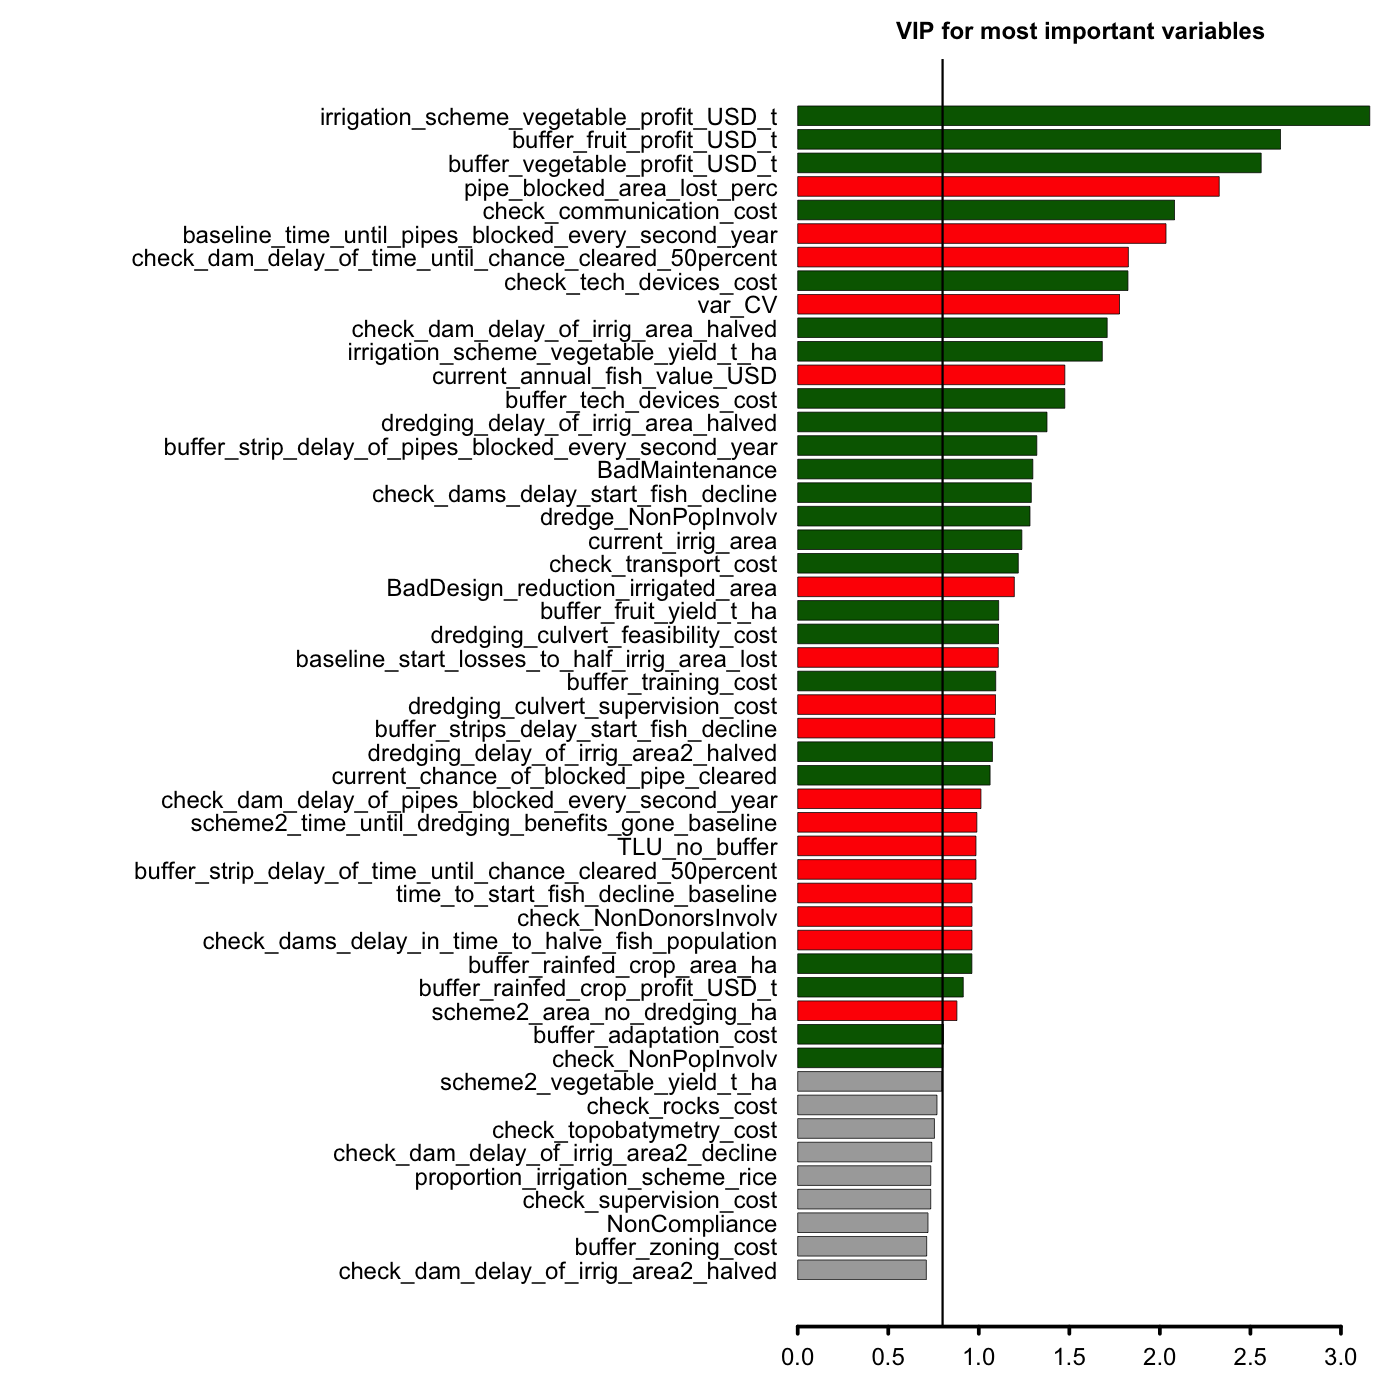 VIP for most important variables
irrigation_scheme_vegetable_profit_USD_t
buffer_fruit_profit_USD_t
buffer_vegetable_profit_USD_t
pipe_blocked_area_lost_perc
check_communication_cost
baseline_time_until_pipes_blocked_every_second_year
check_dam_delay_of_time_until_chance_cleared_50percent
check_tech_devices_cost
var_CV
check_dam_delay_of_irrig_area_halved
irrigation_scheme_vegetable_yield_t_ha
current_annual_fish_value_USD
buffer_tech_devices_cost
dredging_delay_of_irrig_area_halved
buffer_strip_delay_of_pipes_blocked_every_second_year
BadMaintenance
check_dams_delay_start_fish_decline
dredge_NonPopInvolv
current_irrig_area
check_transport_cost
BadDesign_reduction_irrigated_area
buffer_fruit_yield_t_ha
dredging_culvert_feasibility_cost
baseline_start_losses_to_half_irrig_area_lost
buffer_training_cost
dredging_culvert_supervision_cost
buffer_strips_delay_start_fish_decline
dredging_delay_of_irrig_area2_halved
current_chance_of_blocked_pipe_cleared
check_dam_delay_of_pipes_blocked_every_second_year
scheme2_time_until_dredging_benefits_gone_baseline
TLU_no_buffer
buffer_strip_delay_of_time_until_chance_cleared_50percent
time_to_start_fish_decline_baseline
check_NonDonorsInvolv
check_dams_delay_in_time_to_halve_fish_population
buffer_rainfed_crop_area_ha
buffer_rainfed_crop_profit_USD_t
scheme2_area_no_dredging_ha
buffer_adaptation_cost
check_NonPopInvolv
scheme2_vegetable_yield_t_ha
check_rocks_cost
check_topobatymetry_cost
check_dam_delay_of_irrig_area2_decline
proportion_irrigation_scheme_rice
check_supervision_cost
NonCompliance
buffer_zoning_cost
check_dam_delay_of_irrig_area2_halved
0.0 0.5 1.0 1.5 2.0 2.5 3.0